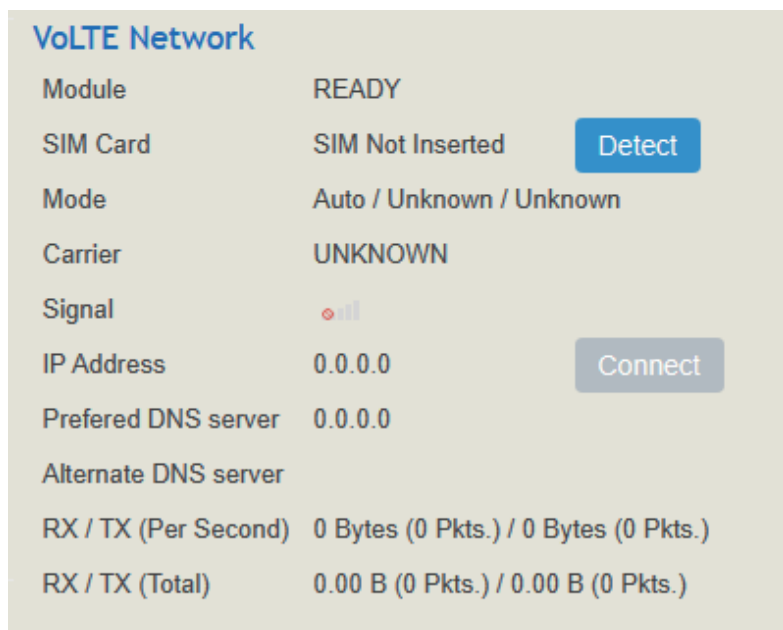 VoLTE Network
Module READY
SIM Card SIM Not Inserted Detect
Mode Auto / Unknown / Unknown
Carrier UNKNOWN
Signal
IP Address 0.0.0.0 Connect
Prefered DNS server 0.0.0.0
Alternate DNS server
RX / TX (Per Second) 0 Bytes (0 Pkts.) / 0 Bytes (0 Pkts.)
RX / TX (Total) 0.00 B (0 Pkts.) / 0.00 B (0 Pkts.)